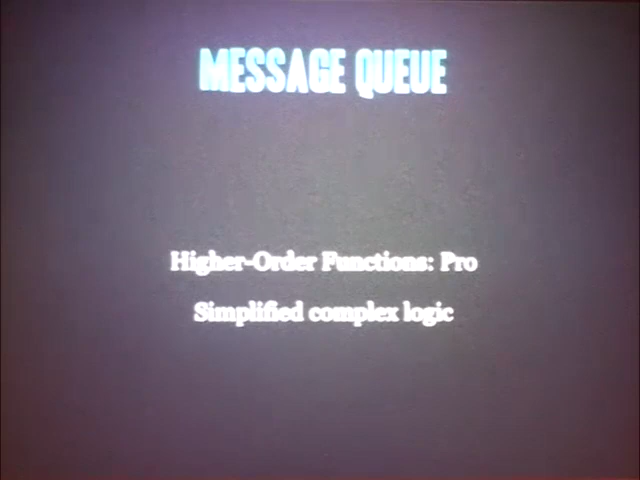 MESSAGE QUEUE
Higher-Order Functions: Pro
Simplified complex logic